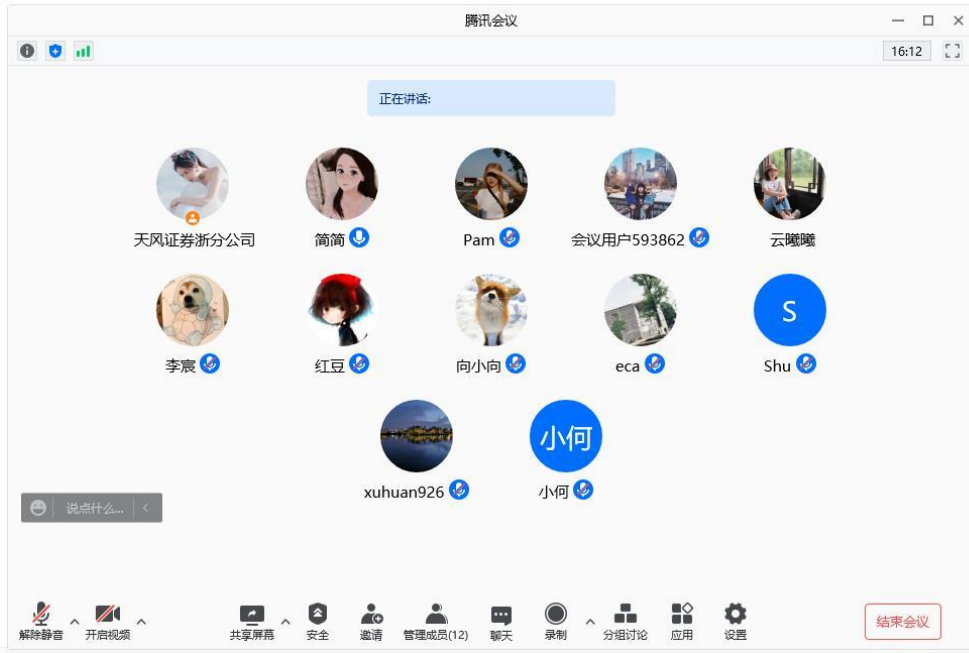 腾讯会议
16:12
正在讲话:
天风证券浙分公司
简简
Pam
会议用户593862
云曦曦
李宸
红豆
向小向
eca
S
Shu
小何
xuhuan926
小何
说点什么...
解除静音
开启视频
共享屏幕
安全
邀请
管理成员(12)
聊天
录制
分组讨论
应用
设置
结束会议